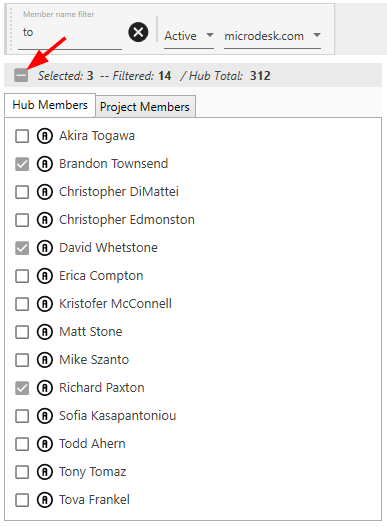 Member name filter
to
Active
microdesk.com
Selected: 3 -- Filtered: 14 / Hub Total: 312
Hub Members
Project Members
Akira Togawa
Brandon Townsend
Christopher DiMattei
Christopher Edmonston
David Whetstone
Erica Compton
Kristofer McConnell
Matt Stone
Mike Szanto
Richard Paxton
Sofia Kasapantoniou
Todd Ahern
Tony Tomaz
Tova Frankel